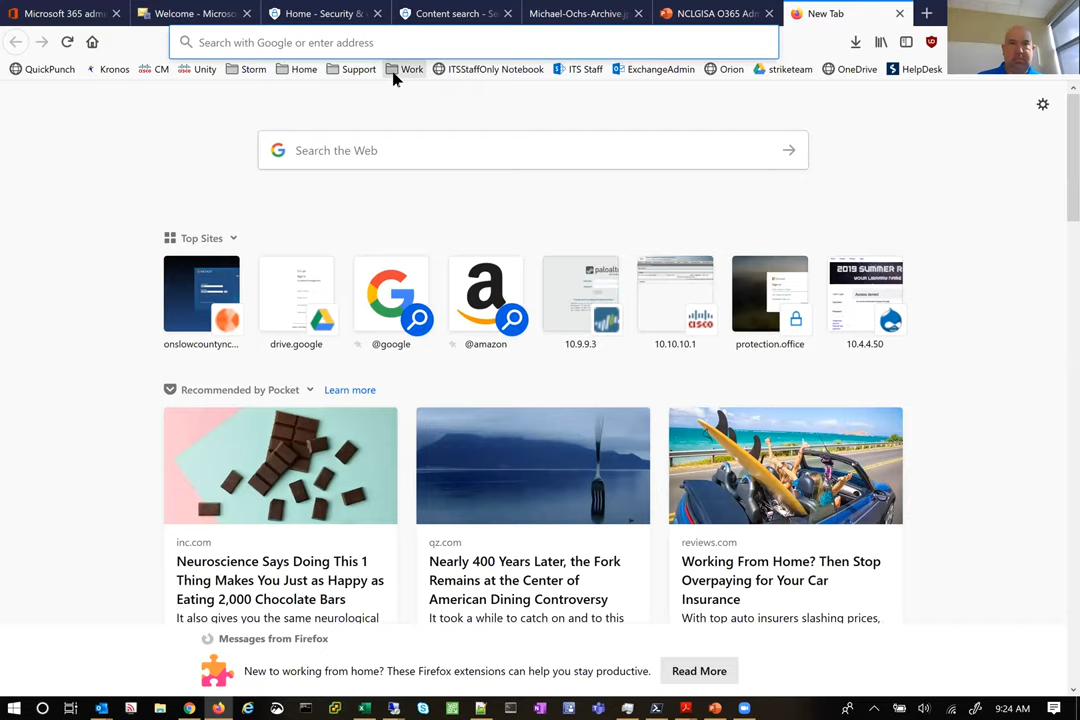 Microsoft 365 adm
Welcome - Microso
Home - Security &
Content search - Se
Michael-Ochs-Archive.j
NCLGISA O365 Adm
New Tab
Search with Google or enter address
QuickPunch
Kronos
CM
Unity
Storm
Home
Support
Work
ITSStaffOnly Notebook
ITS Staff
ExchangeAdmin
Orion
striketeam
OneDrive
HelpDesk
Search the Web
Top Sites
onslowcountync...
drive.google
@google
@amazon
10.9.9.3
10.10.10.1
protection.office
10.4.4.50
2019 SUMMER R
Recommended by Pocket
Learn more
inc.com
Neuroscience Says Doing This 1
Thing Makes You Just as Happy as
Eating 2,000 Chocolate Bars
It also gives you the same neurological
qz.com
Nearly 400 Years Later, the Fork
Remains at the Center of
American Dining Controversy
It took a while to catch on and to this
reviews.com
Working From Home? Then Stop
Overpaying for Your Car
Insurance
With top auto insurers slashing prices,
Messages from Firefox
New to working from home? These Firefox extensions can help you stay productive.
Read More
9:24 AM